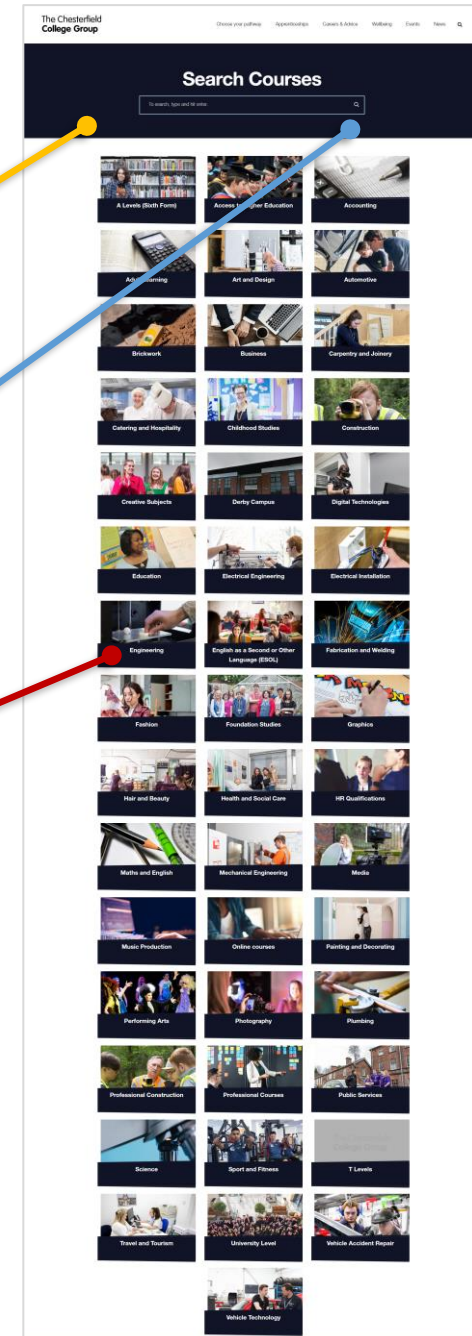 The Chesterfield
College Group
Choose your pathway Apprenticeships Careers & Advice Wellbeing Events News
Search Courses
To search, type and hit enter
A Levels (Sixth Form) Access to Higher Education Accounting
Adult Learning Art and Design Automotive
Brickwork Business Carpentry and Joinery
Catering and Hospitality Childhood Studies Construction
Creative Subjects Derby Campus Digital Technologies
Education Electrical Engineering Electrical Installation
Engineering English as a Second or Other Fabrication and Welding
Language (ESOL)
Fashion Foundation Studies Graphics
Hair and Beauty Health and Social Care HR Qualifications
Maths and English Mechanical Engineering Media
Music Production Online courses Painting and Decorating
Performing Arts Photography Plumbing
Professional Construction Professional Courses Public Services
The Chesterfield
College Group
Science Sport and Fitness T Levels
Travel and Tourism University Level Vehicle Accident Repair
Vehicle Technology